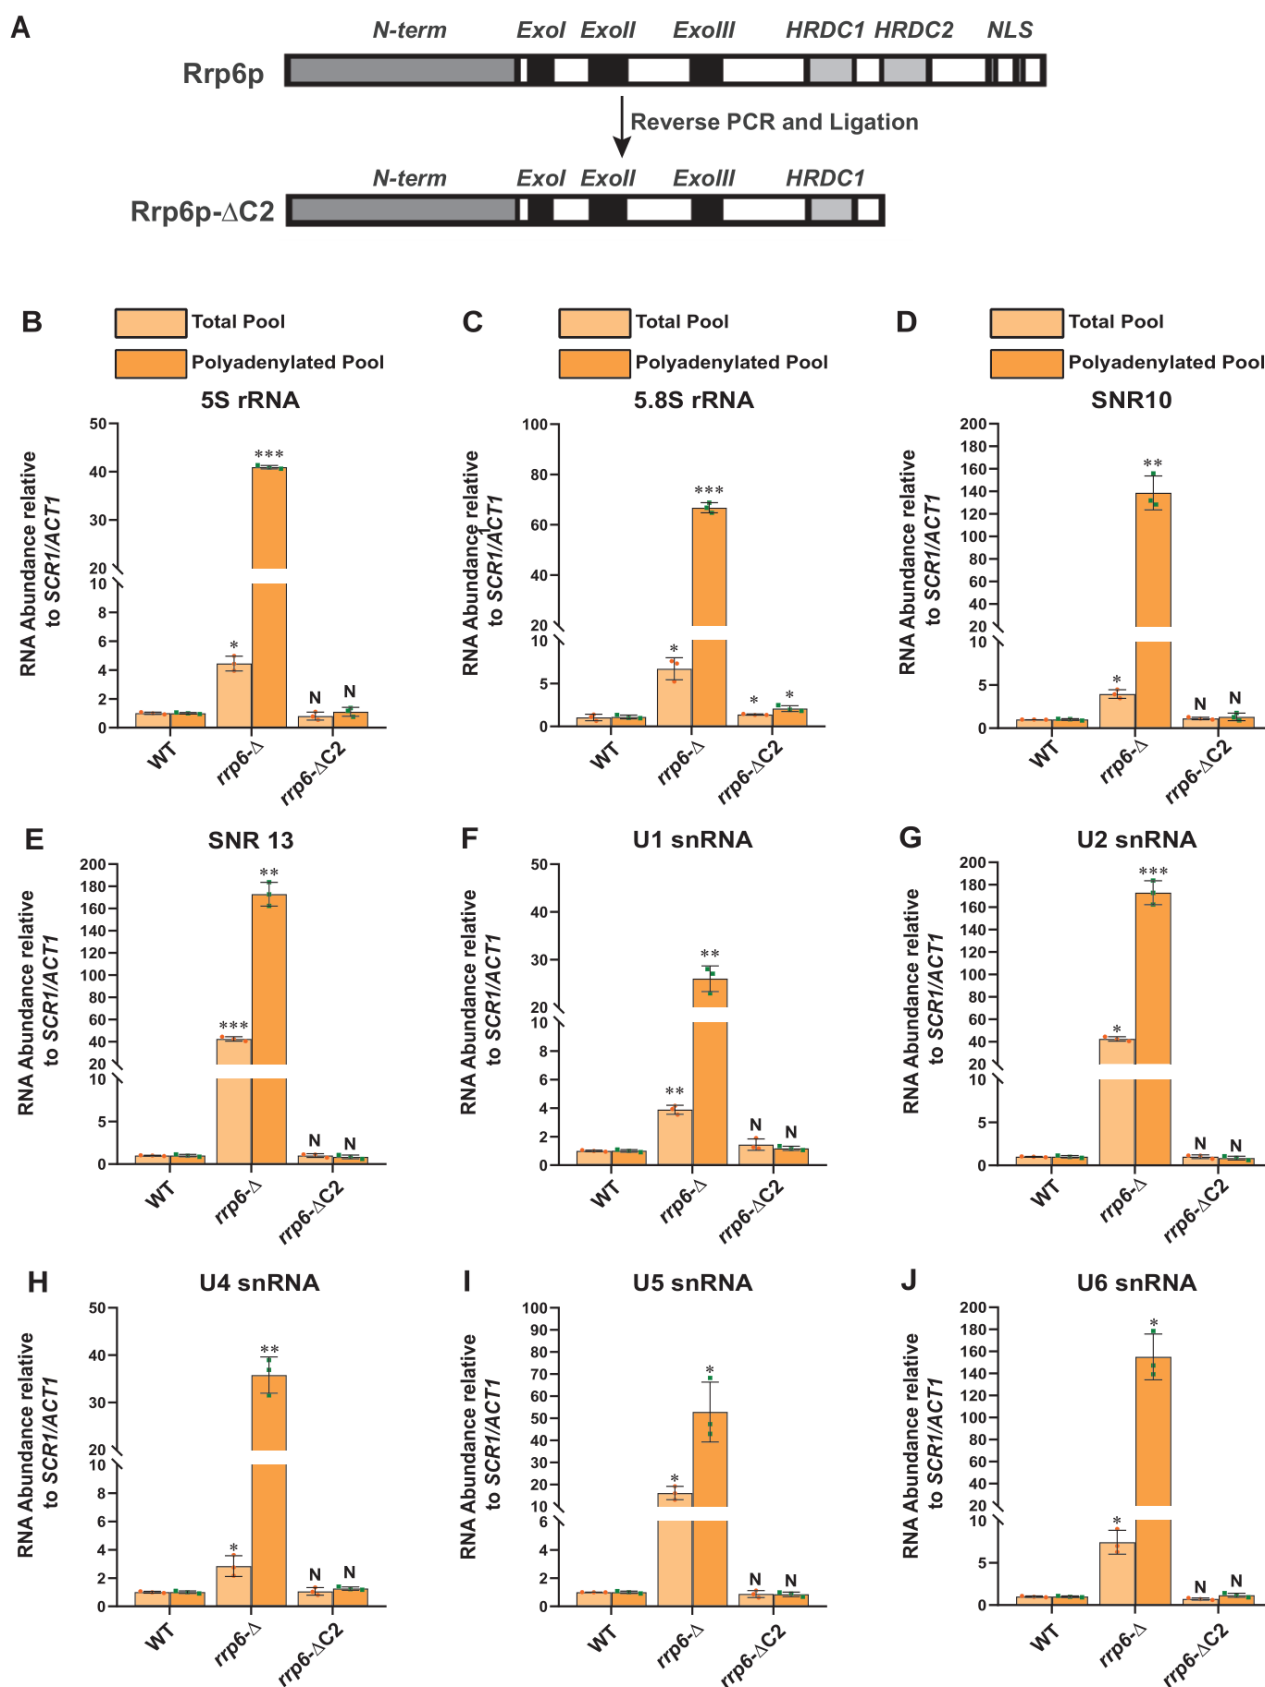 A
N-term ExoI ExoII ExoIII HRDC1 HRDC2 NLS
Rrp6p
Reverse PCR and Ligation
N-term ExoI ExoII ExoIII HRDC1
Rrp6p-ΔC2
B
Total Pool
Polyadenylated Pool
5S rRNA
RNA Abundance relative
to SCR1/ACT1
50
40
30
20
10
8
6
4
2
0
*
***
N N
WT
rrp6-Δ
rrp6-ΔC2
C
Total Pool
Polyadenylated Pool
5.8S rRNA
RNA Abundance relative
to SCR1/ACT1
100
80
60
40
20
10
5
0
*
***
* *
WT
rrp6-Δ
rrp6-ΔC2
D
Total Pool
Polyadenylated Pool
SNR10
RNA Abundance relative
to SCR1/ACT1
200
180
160
140
120
100
80
60
40
20
10
5
0
*
**
N N
WT
rrp6-Δ
rrp6-ΔC2
E
SNR 13
RNA Abundance relative
to SCR1/ACT1
200
180
160
140
120
100
80
60
40
20
10
5
0
***
**
N N
WT
rrp6-Δ
rrp6-ΔC2
F
U1 snRNA
RNA Abundance relative
to SCR1/ACT1
50
40
30
20
10
8
6
4
2
0
**
**
N N
WT
rrp6-Δ
rrp6-ΔC2
G
U2 snRNA
RNA Abundance relative
to SCR1/ACT1
200
180
160
140
120
100
80
60
40
20
10
5
0
*
***
N N
WT
rrp6-Δ
rrp6-ΔC2
H
U4 snRNA
RNA Abundance relative
to SCR1/ACT1
50
40
30
20
10
8
6
4
2
0
*
**
N N
WT
rrp6-Δ
rrp6-ΔC2
I
U5 snRNA
RNA Abundance relative
to SCR1/ACT1
100
90
80
70
60
50
40
30
20
10
6
4
2
0
*
*
N N
WT
rrp6-Δ
rrp6-ΔC2
J
U6 snRNA
RNA Abundance relative
to SCR1/ACT1
200
180
160
140
120
100
80
60
40
20
10
5
0
*
*
N N
WT
rrp6-Δ
rrp6-ΔC2